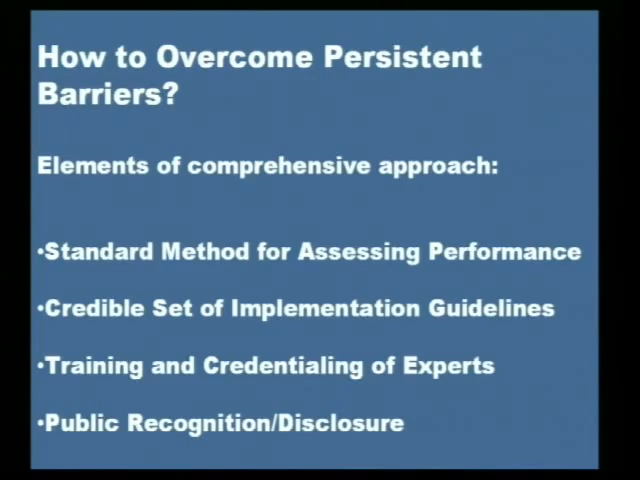 How to Overcome Persistent
Barriers?
Elements of comprehensive approach:
•Standard Method for Assessing Performance
•Credible Set of Implementation Guidelines
•Training and Credentialing of Experts
•Public Recognition/Disclosure